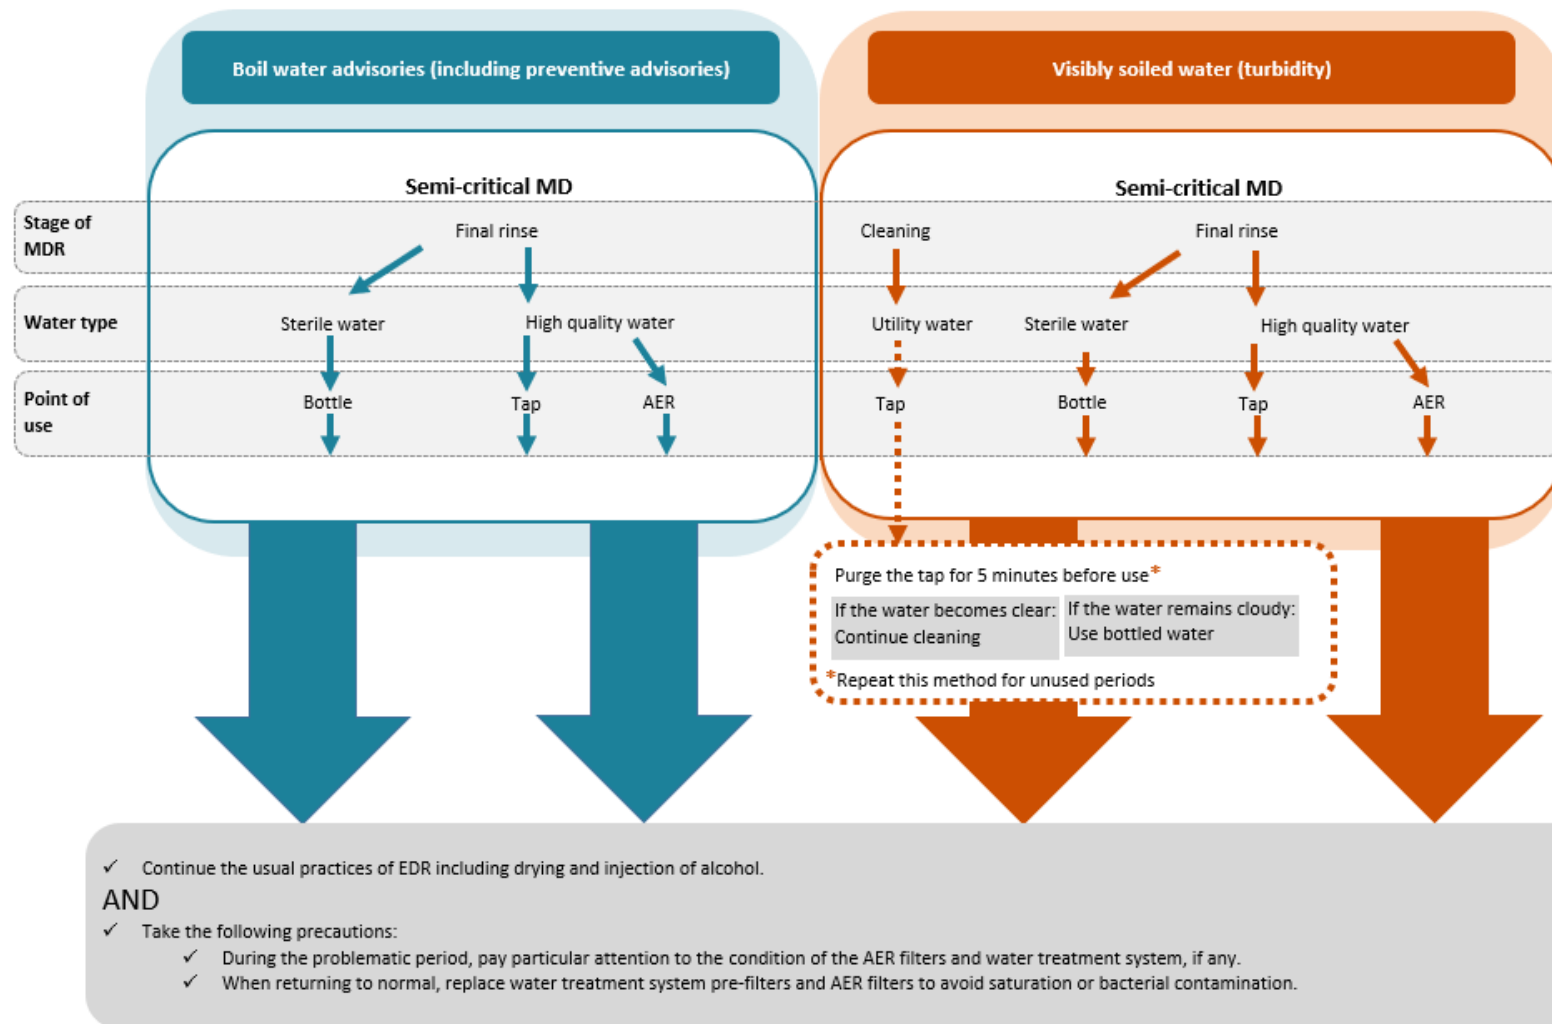 Boil water advisories (including preventive advisories)
Visibly soiled water (turbidity)
Semi-critical MD
Semi-critical MD
Stage of
MDR
Final rinse
Cleaning
Final rinse
Water type
Sterile water
High quality water
Utility water
Sterile water
High quality water
Point of
use
Bottle
Tap
AER
Tap
Bottle
Tap
AER
Purge the tap for 5 minutes before use*
If the water becomes clear:
Continue cleaning
If the water remains cloudy:
Use bottled water
*Repeat this method for unused periods
✓ Continue the usual practices of EDR including drying and injection of alcohol.
AND
✓ Take the following precautions:
✓ During the problematic period, pay particular attention to the condition of the AER filters and water treatment system, if any.
✓ When returning to normal, replace water treatment system pre-filters and AER filters to avoid saturation or bacterial contamination.